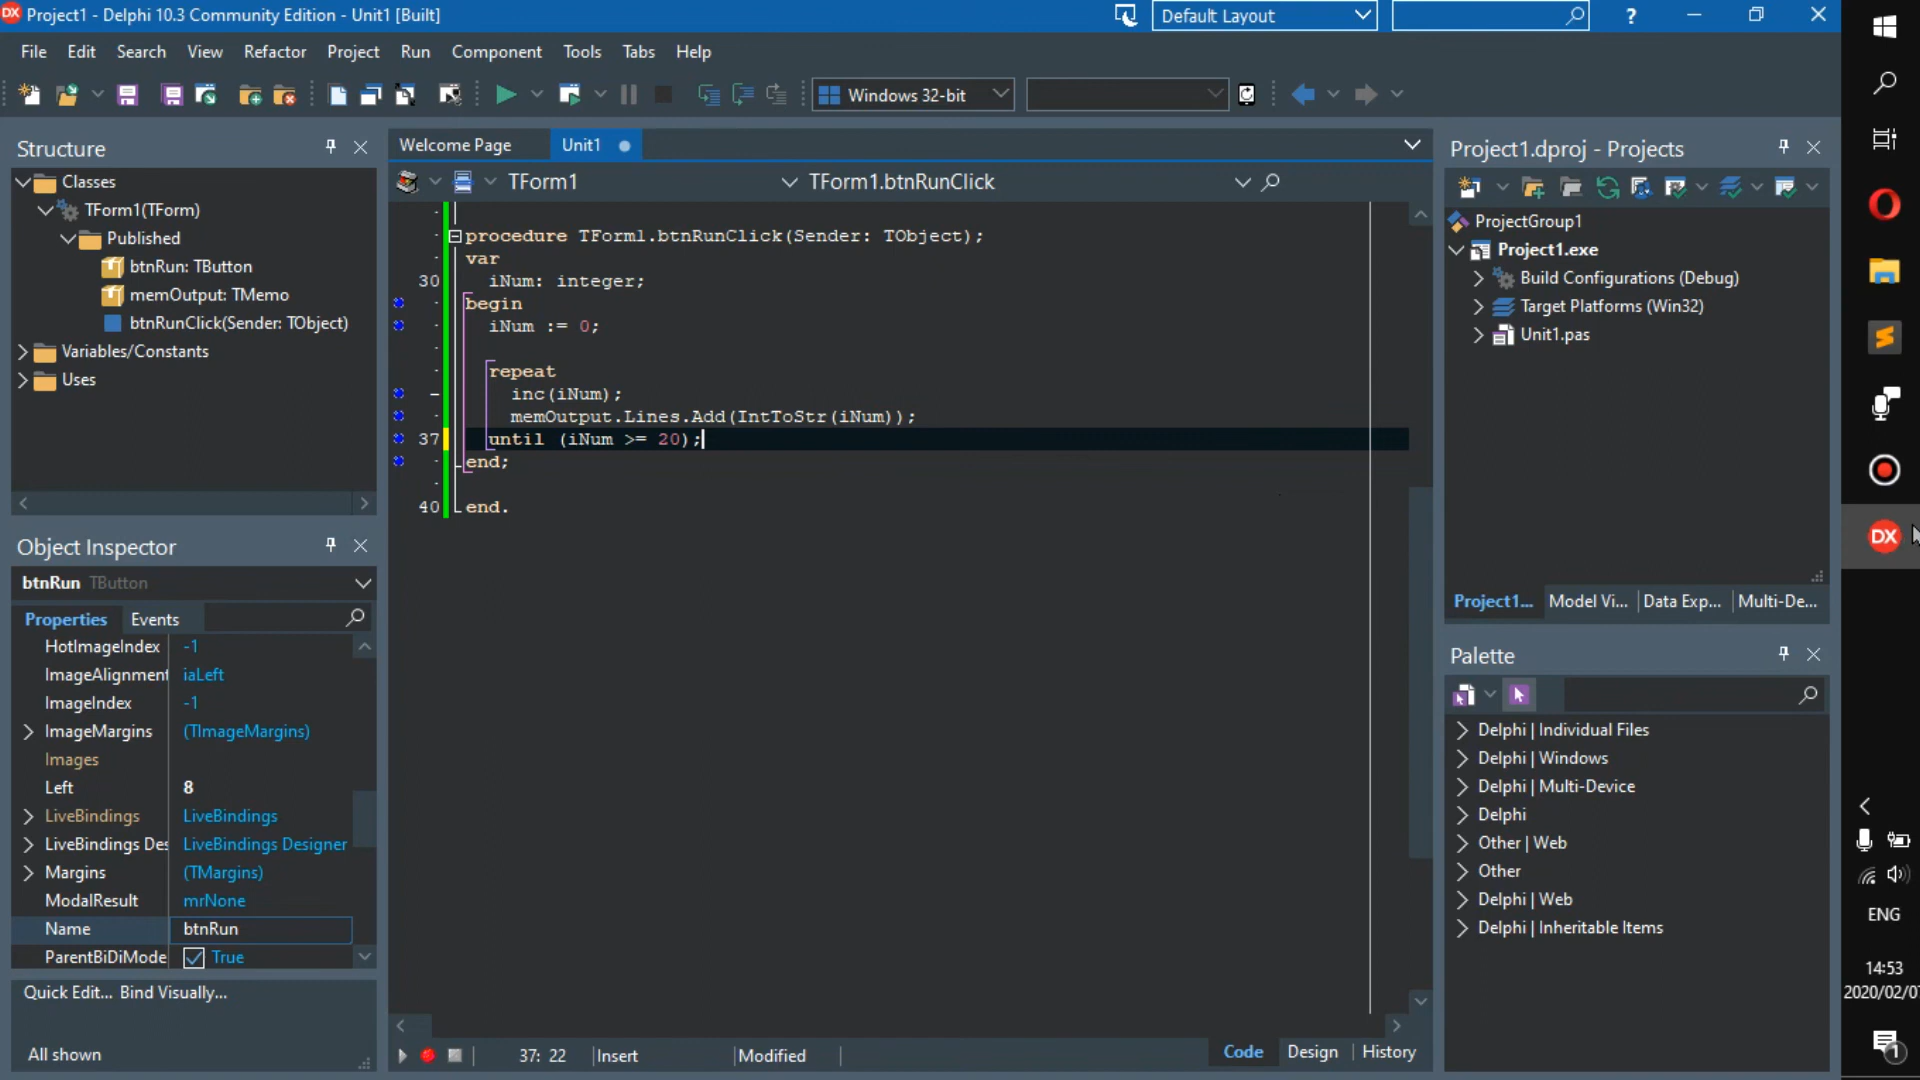 Project1 - Delphi 10.3 Community Edition - Unit1 [Built]
Default Layout
?
File Edit Search View Refactor Project Run Component Tools Tabs Help
Windows 32-bit
Structure
Classes
TForm1(TForm)
Published
btnRun: TButton
memOutput: TMemo
btnRunClick(Sender: TObject)
Variables/Constants
Uses
Object Inspector
btnRun TButton
Properties Events
HotImageIndex -1
ImageAlignment iaLeft
ImageIndex -1
ImageMargins (TImageMargins)
Images
Left 8
LiveBindings LiveBindings
LiveBindings Des LiveBindings Designer
Margins (TMargins)
ModalResult mrNone
Name btnRun
ParentBiDiMode True
Quick Edit... Bind Visually...
All shown
Welcome Page Unit1
TForm1 TForm1.btnRunClick
procedure TForm1.btnRunClick(Sender: TObject);
var
30 iNum: integer;
begin
iNum := 0;
repeat
inc(iNum);
memOutput.Lines.Add(IntToStr(iNum));
37 until (iNum >= 20);
end;
40 end.
37: 22 Insert Modified
Code Design History
Project1.dproj - Projects
ProjectGroup1
Project1.exe
Build Configurations (Debug)
Target Platforms (Win32)
Unit1.pas
Project1... Model Vi... Data Exp... Multi-De...
Palette
Delphi | Individual Files
Delphi | Windows
Delphi | Multi-Device
Delphi
Other | Web
Other
Delphi | Web
Delphi | Inheritable Items
DX
DX
ENG
14:53
2020/02/07
1